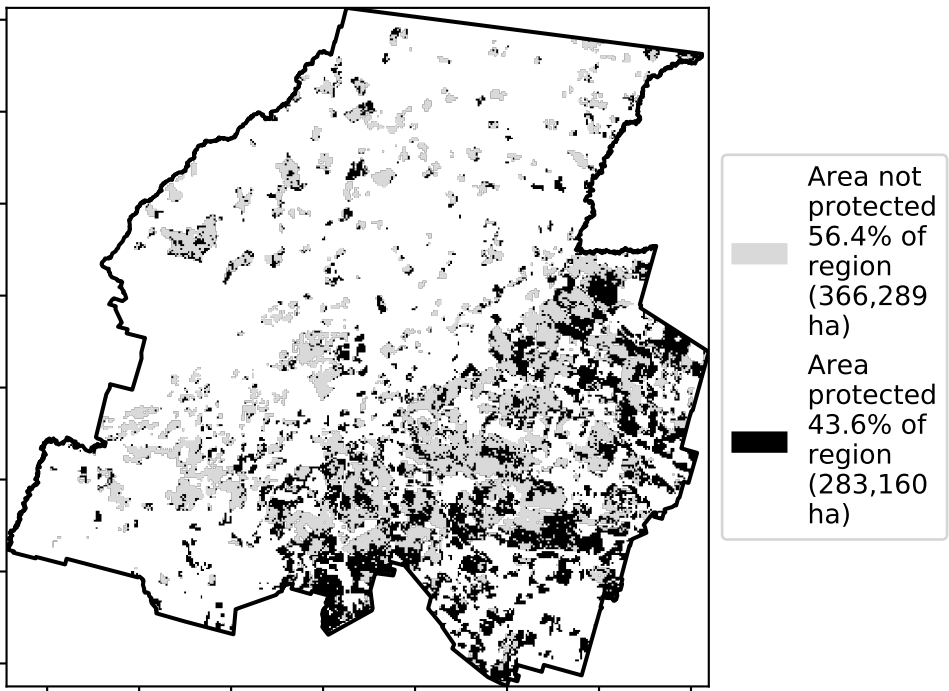 Area not
protected
56.4% of
region
(366,289
ha)
Area
protected
43.6% of
region
(283,160
ha)